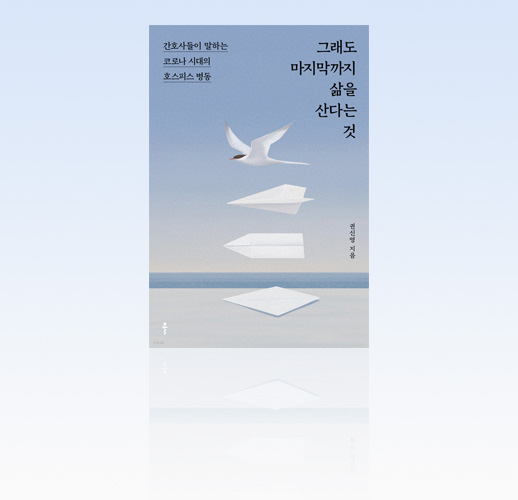 간호사들이 말하는
코로나 시대의
호스피스 병동
그래도
마지막까지
삶을
산다는
것
권신영 지음